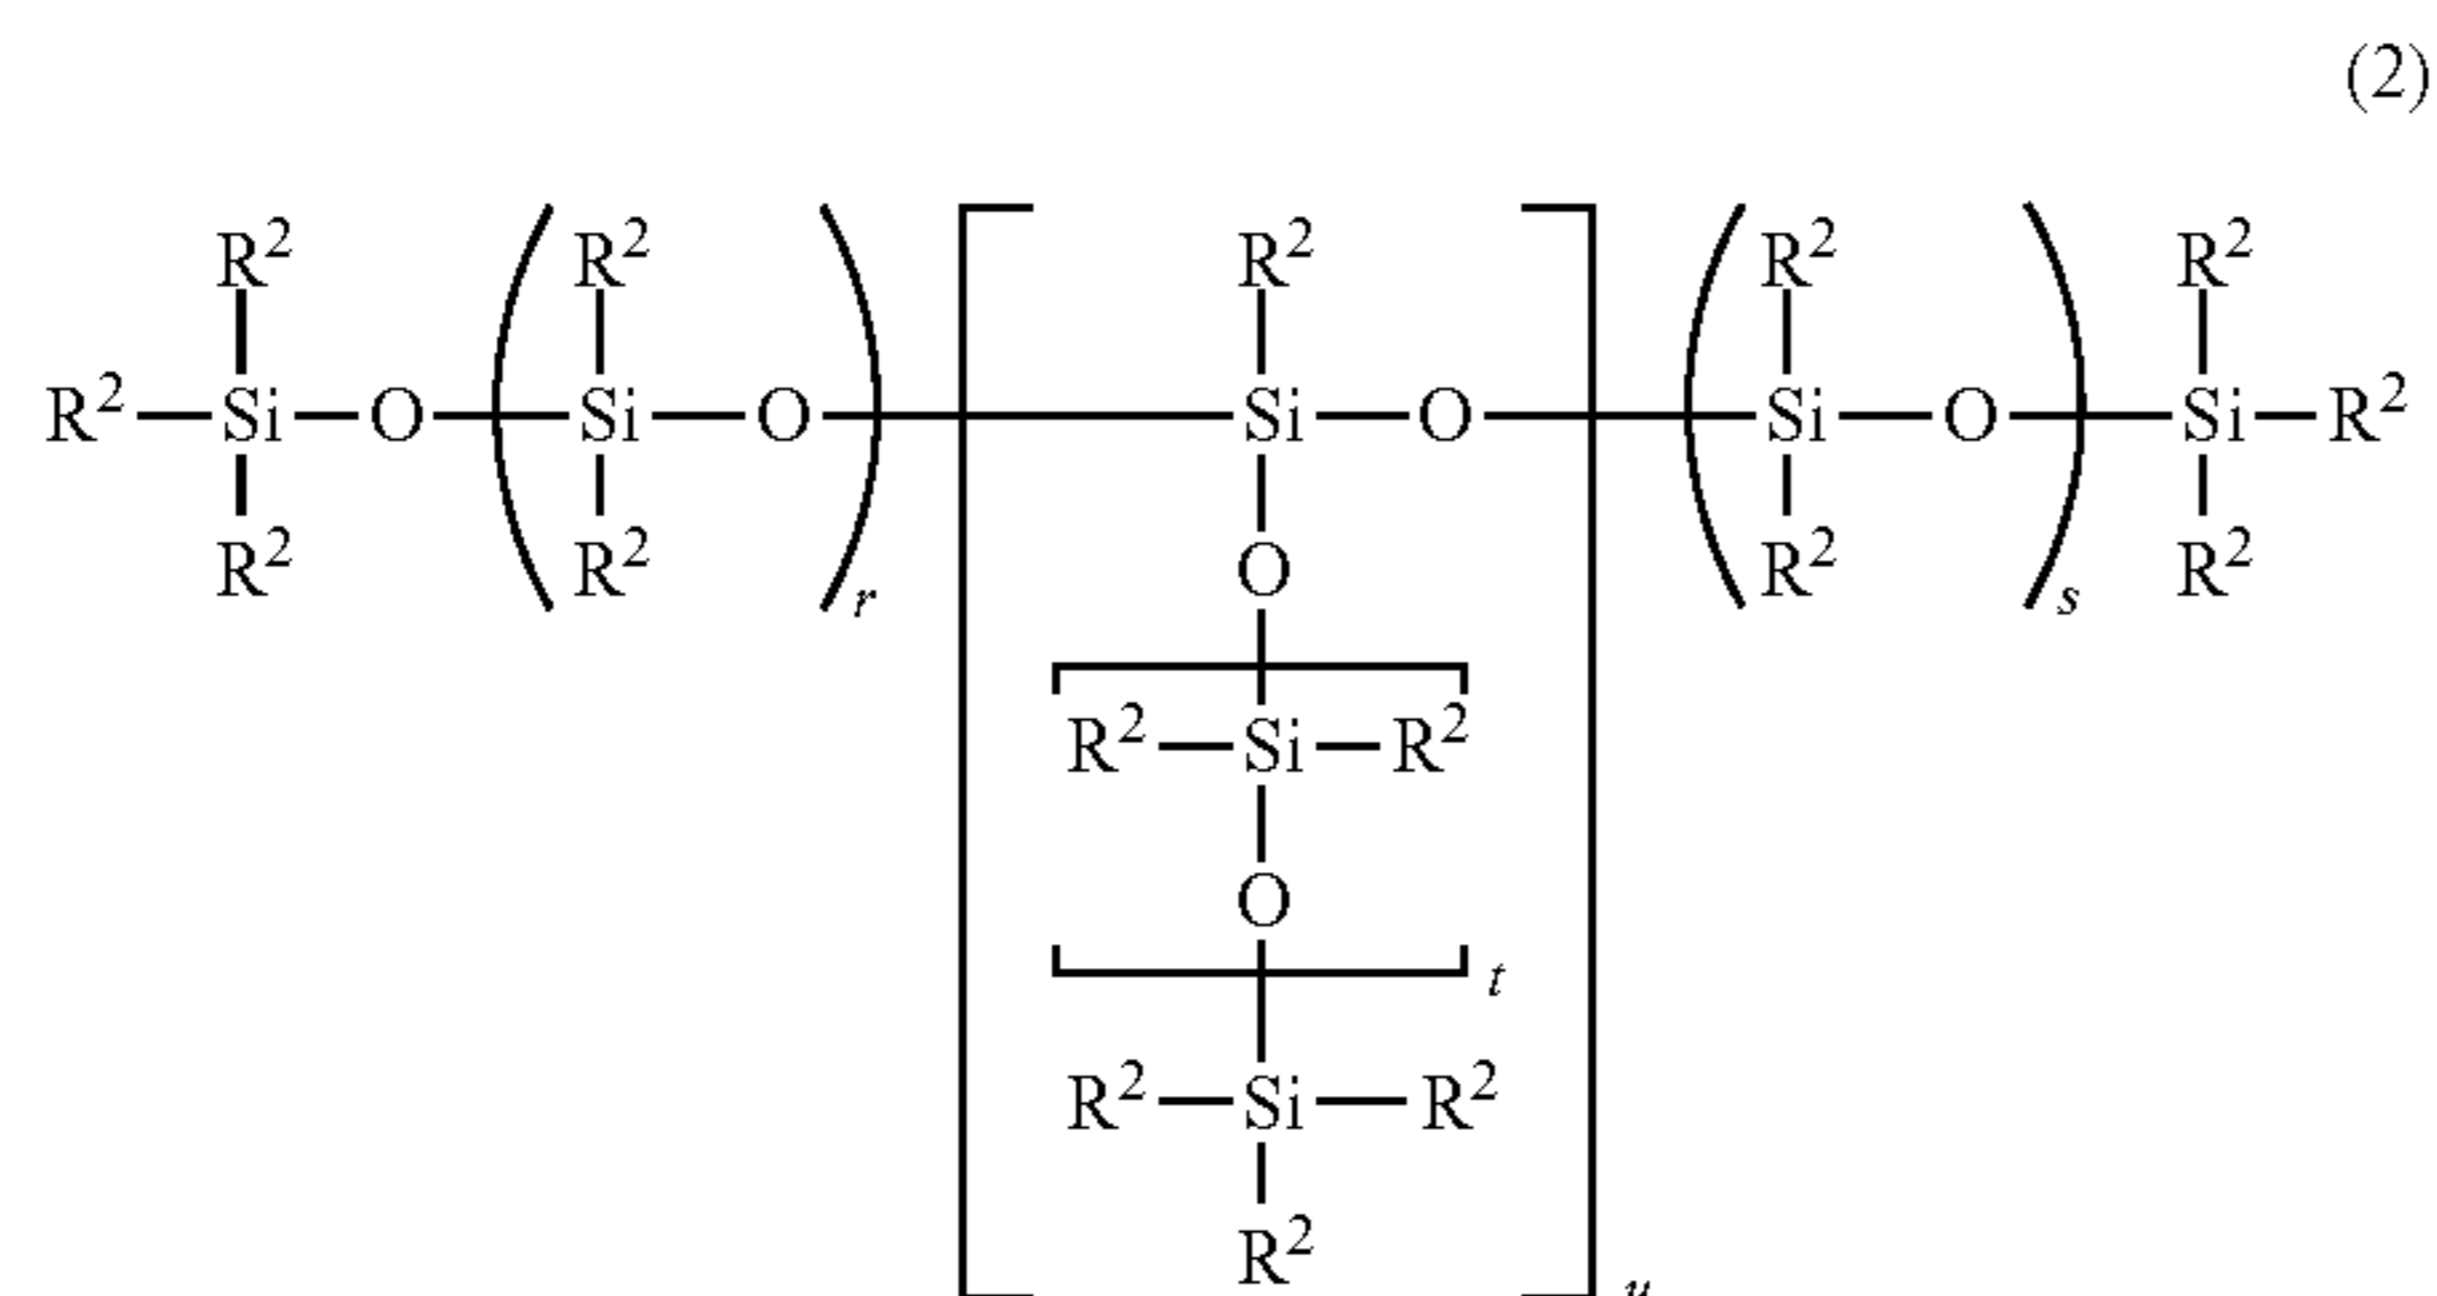 (2)
R² R² R² R² R²
R²—Si—O—(Si—O)r—[Si—O]—(Si—O)s—Si—R²
R² R² O R² R²
R²—Si—R²
O
t
R²—Si—R²
R²